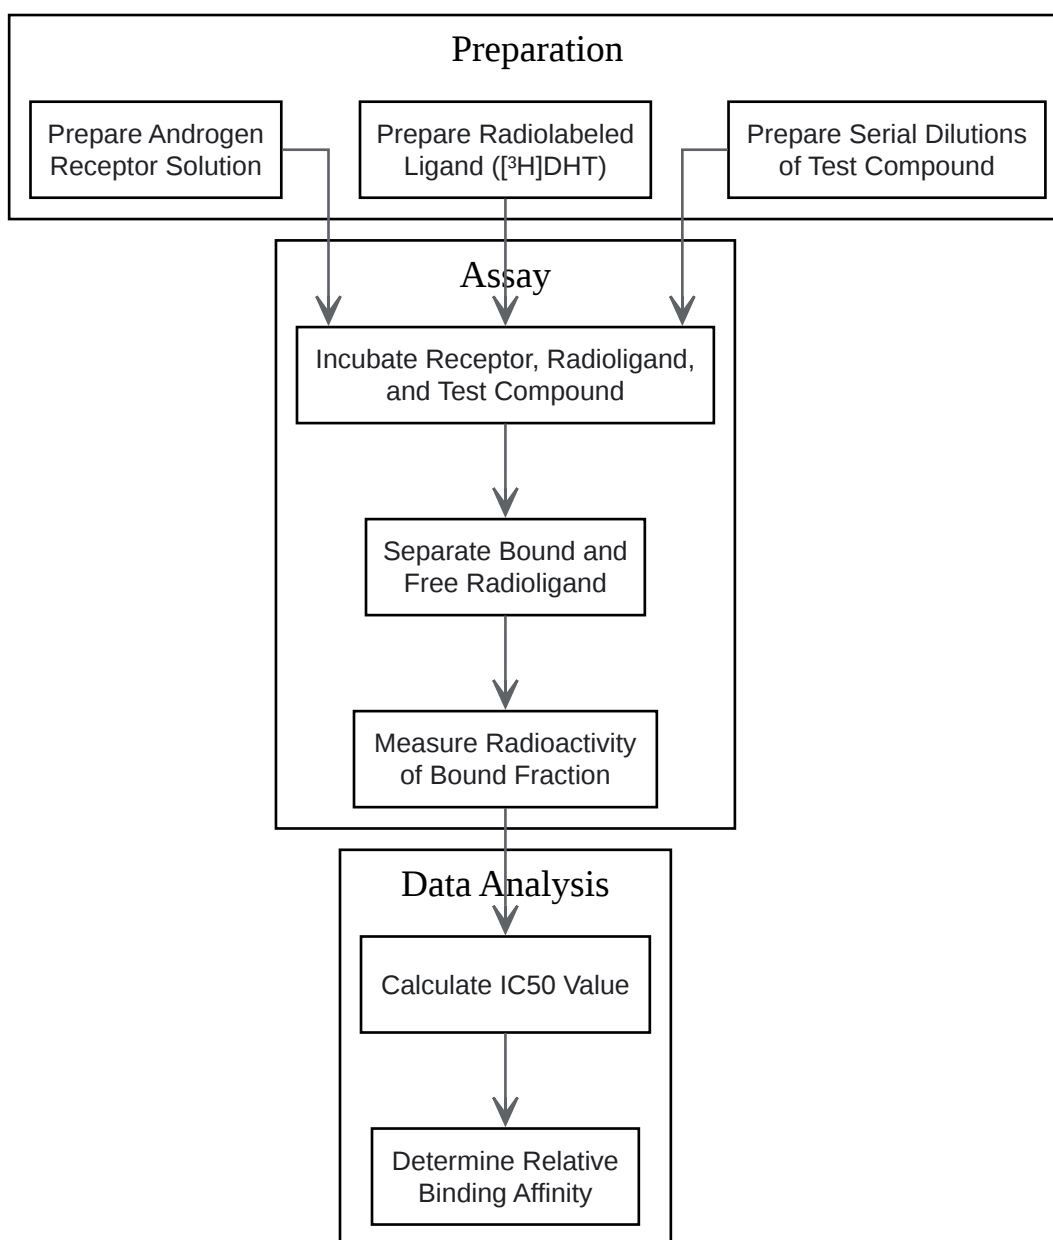 Preparation
Prepare Androgen
Receptor Solution
Prepare Radiolabeled
Ligand ([³H]DHT)
Prepare Serial Dilutions
of Test Compound
Assay
Incubate Receptor, Radioligand,
and Test Compound
Separate Bound and
Free Radioligand
Measure Radioactivity
of Bound Fraction
Data Analysis
Calculate IC50 Value
Determine Relative
Binding Affinity